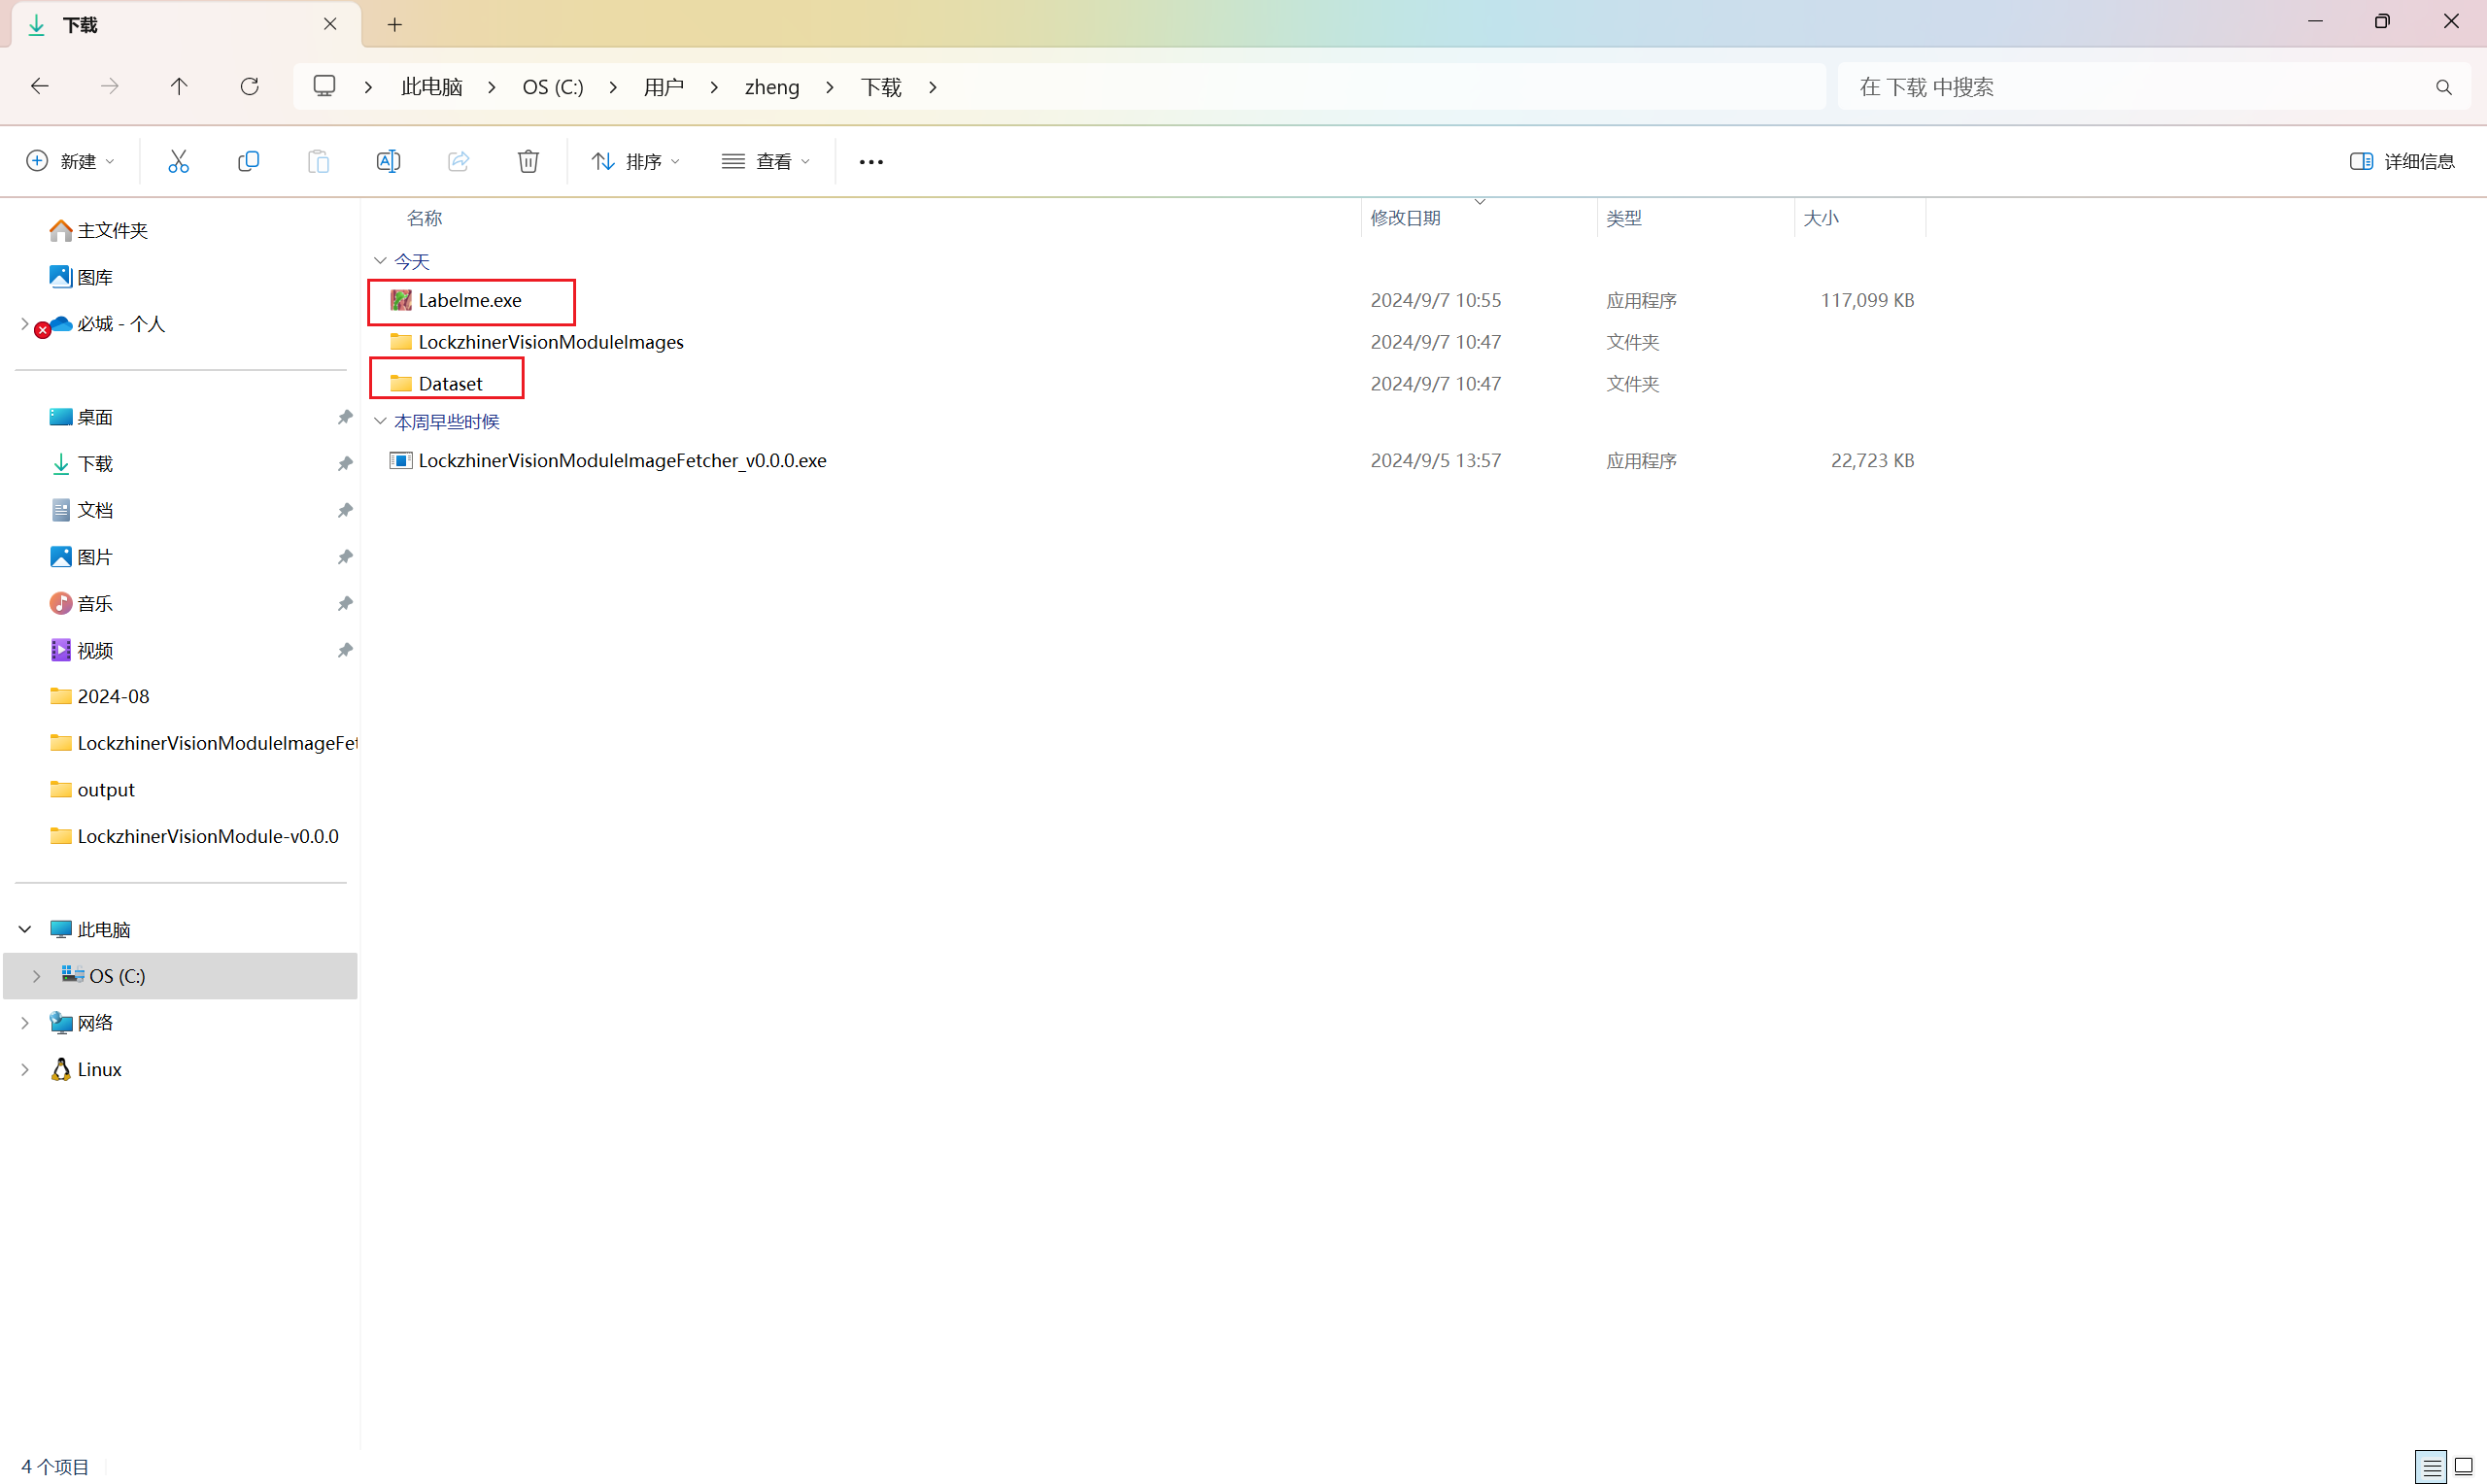 下载
此电脑 > OS (C:) > 用户 > zheng > 下载 >
在 下载 中搜索
新建
排序
查看
详细信息
名称 修改日期 类型 大小
今天
Labelme.exe 2024/9/7 10:55 应用程序 117,099 KB
LockzhinerVisionModuleImages 2024/9/7 10:47 文件夹
Dataset 2024/9/7 10:47 文件夹
本周早些时候
LockzhinerVisionModuleImageFetcher_v0.0.0.exe 2024/9/5 13:57 应用程序 22,723 KB
主文件夹
图库
必城 - 个人
桌面
下载
文档
图片
音乐
视频
2024-08
LockzhinerVisionModuleImageFet
output
LockzhinerVisionModule-v0.0.0
此电脑
OS (C:)
网络
Linux
4 个项目